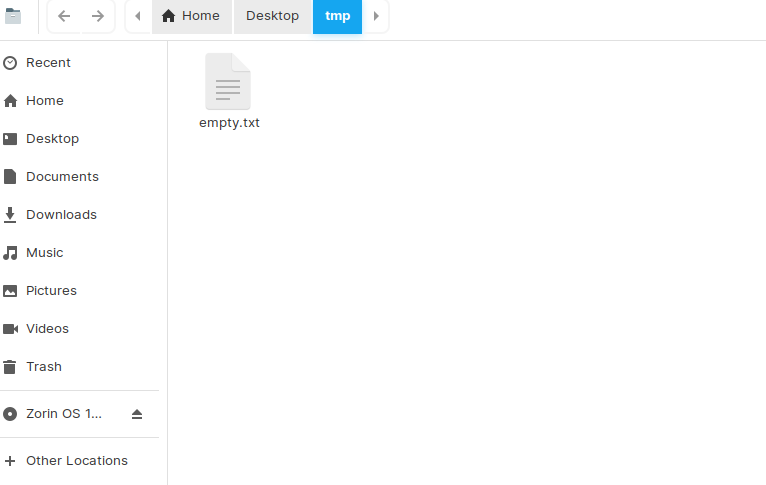 Home
Desktop
tmp
Recent
Home
Desktop
Documents
Downloads
Music
Pictures
Videos
Trash
Zorin OS 1...
Other Locations
empty.txt